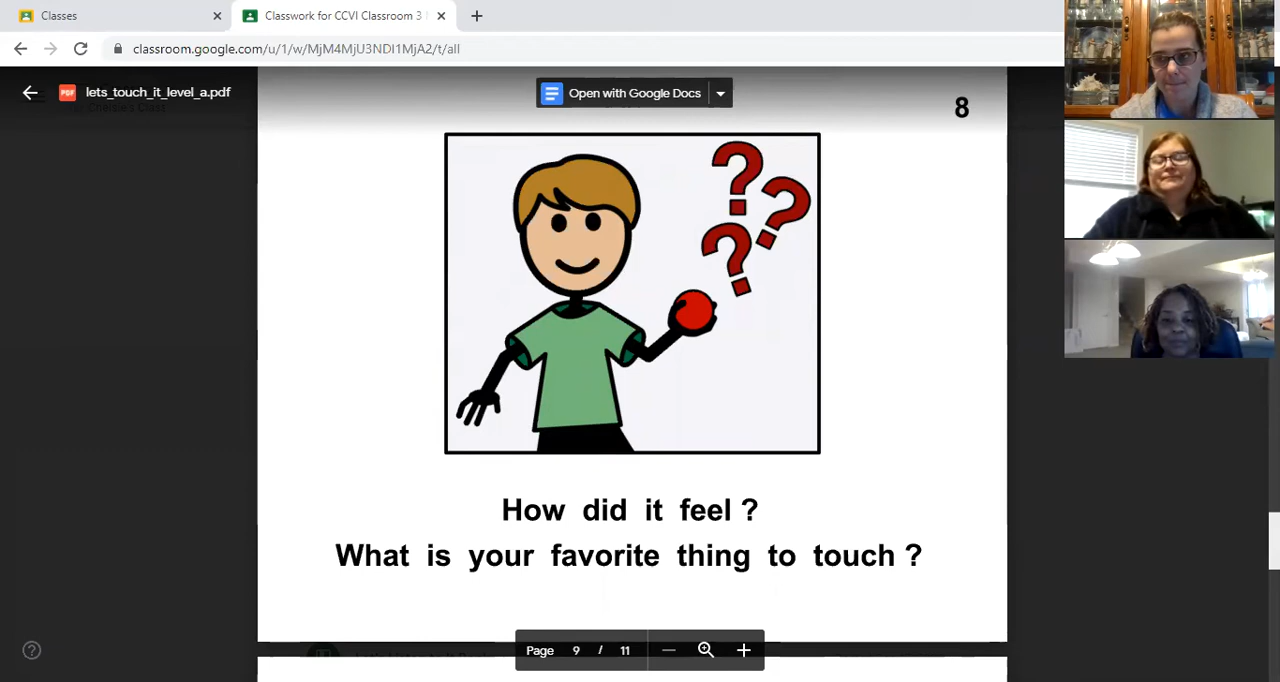 Classes
Classwork for CCVI Classroom 3
classroom.google.com/u/1/w/MjM4MjU3NDI1MjA2/t/all
PDF
lets_touch_it_level_a.pdf
Open with Google Docs
8
? ? ?
How did it feel ?
What is your favorite thing to touch ?
Page 9 / 11